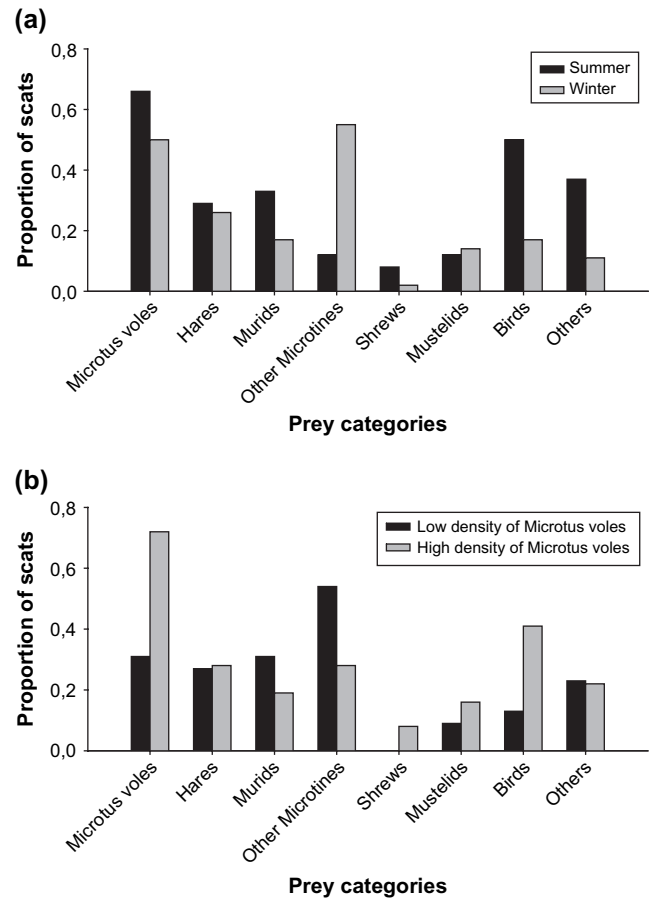 (a)
0,8
Summer
Winter
0,6
0,4
0,2
0,0
Proportion of scats
Microtus voles
Hares
Murids
Other Microtines
Shrews
Mustelids
Birds
Others
Prey categories
(b)
0,8
Low density of Microtus voles
High density of Microtus voles
0,6
0,4
0,2
0,0
Proportion of scats
Microtus voles
Hares
Murids
Other Microtines
Shrews
Mustelids
Birds
Others
Prey categories